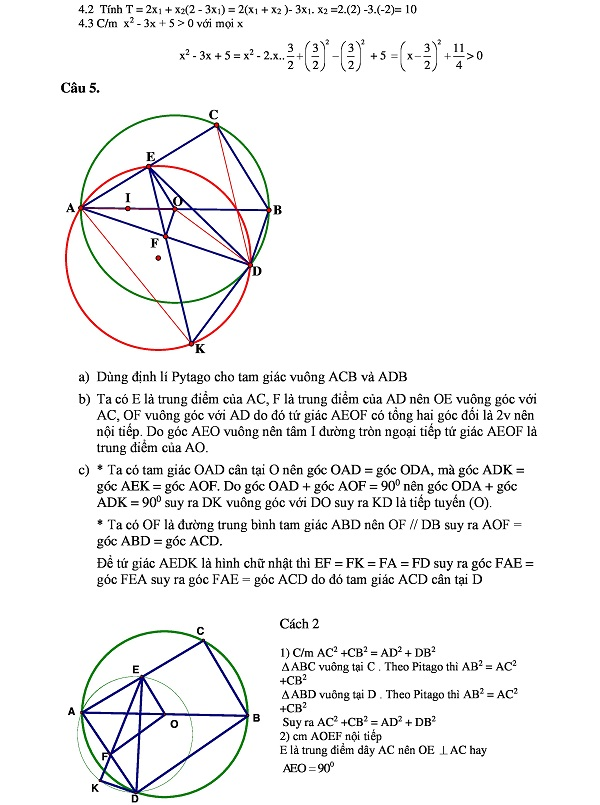 4.2 Tính T = 2x₁ + x₂(2 - 3x₁) = 2(x₁ + x₂ )- 3x₁. x₂ =2.(2) -3.(-2)= 10
4.3 C/m x² - 3x + 5 > 0 với mọi x
x² - 3x + 5 = x² - 2.x..3/2 + (3/2)² − (3/2)² + 5 = (x − 3/2)² + 11/4 > 0
Câu 5.
C
E
A
I
O
B
F
D
K
a) Dùng định lí Pytago cho tam giác vuông ACB và ADB
b) Ta có E là trung điểm của AC, F là trung điểm của AD nên OE vuông góc với
AC, OF vuông góc với AD do đó tứ giác AEOF có tổng hai góc đối là 2v nên
nội tiếp. Do góc AEO vuông nên tâm I đường tròn ngoại tiếp tứ giác AEOF là
trung điểm của AO.
c) * Ta có tam giác OAD cân tại O nên góc OAD = góc ODA, mà góc ADK =
góc AEK = góc AOF. Do góc OAD + góc AOF = 90⁰ nên góc ODA + góc
ADK = 90⁰ suy ra DK vuông góc với DO suy ra KD là tiếp tuyến (O).
* Ta có OF là đường trung bình tam giác ABD nên OF // DB suy ra AOF =
góc ABD = góc ACD.
Để tứ giác AEDK là hình chữ nhật thì EF = FK = FA = FD suy ra góc FAE =
góc FEA suy ra góc FAE = góc ACD do đó tam giác ACD cân tại D
C
E
A
O
B
F
K
D
Cách 2
1) C/m AC² +CB² = AD² + DB²
Δ ABC vuông tại C . Theo Pitago thì AB² = AC²
+CB²
Δ ABD vuông tại D . Theo Pitago thì AB² = AC²
+CB²
Suy ra AC² +CB² = AD² + DB²
2) cm AOEF nội tiếp
E là trung điểm dây AC nên OE ⊥ AC hay
AEO = 90⁰